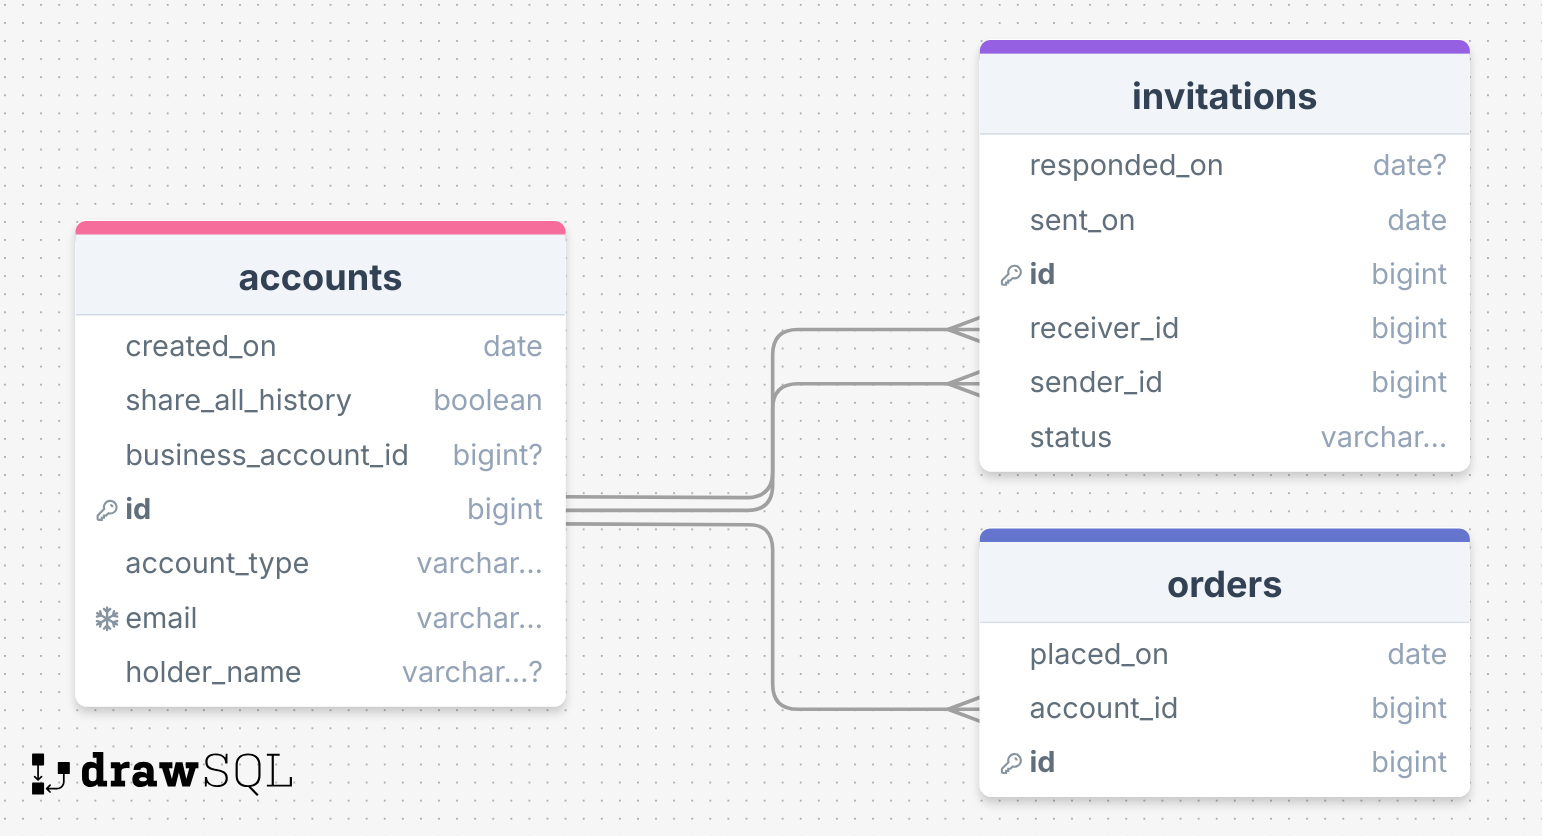 invitations
responded_on date?
sent_on date
id bigint
receiver_id bigint
sender_id bigint
status varchar...
accounts
created_on date
share_all_history boolean
business_account_id bigint?
id bigint
account_type varchar...
email varchar...
holder_name varchar...?
orders
placed_on date
account_id bigint
id bigint
drawSQL